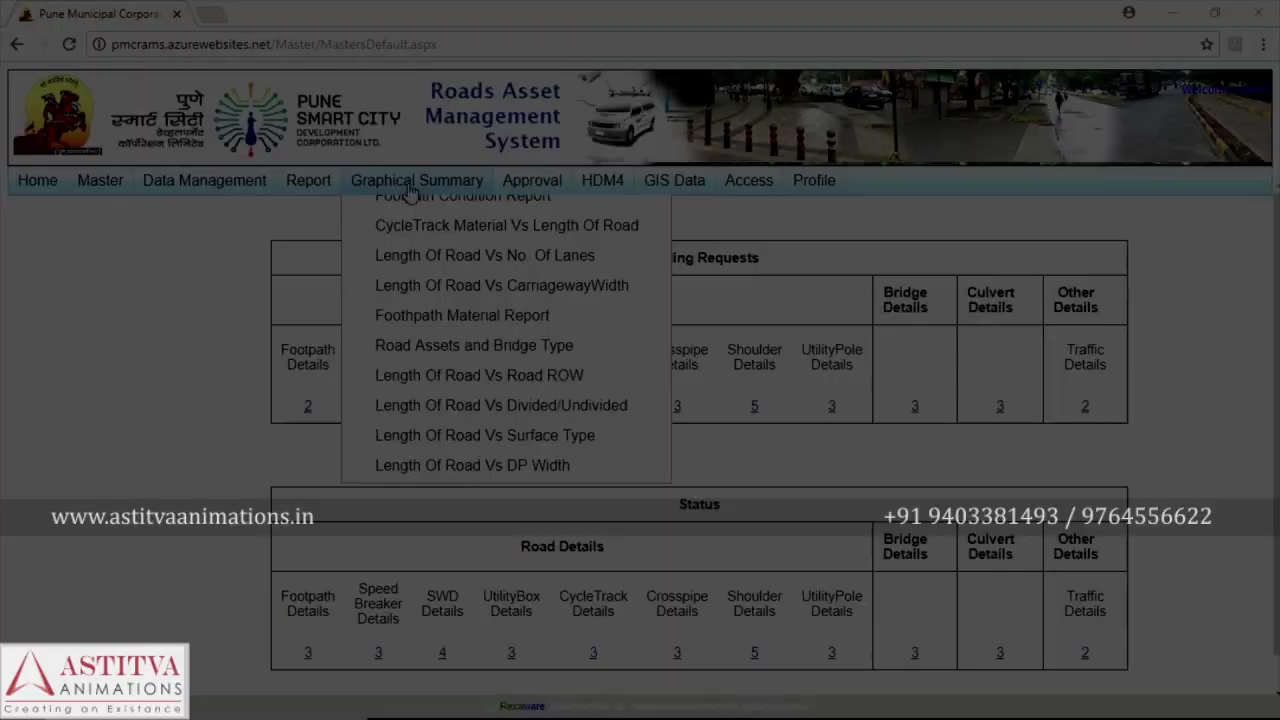 Pune Municipal Corpora
pmcrams.azurewebsites.net/Master/MastersDefault.aspx
पुणे
स्मार्ट सिटी
डेव्हलपमेंट
कॉर्पोरेशन लिमिटेड
PUNE
SMART CITY
DEVELOPMENT
CORPORATION LTD.
Roads Asset
Management
System
Home Master Data Management Report Graphical Summary Approval HDM4 GIS Data Access Profile
Footpath Condition Report
CycleTrack Material Vs Length Of Road
Length Of Road Vs No. Of Lanes
Length Of Road Vs CarriagewayWidth
Foothpath Material Report
Road Assets and Bridge Type
Length Of Road Vs Road ROW
Length Of Road Vs Divided/Undivided
Length Of Road Vs Surface Type
Length Of Road Vs DP Width
ing Requests
Bridge Details Culvert Details Other Details
Footpath Details Shoulder Details UtilityPole Details Traffic Details
2 3 5 3 3 3 2
Status
www.astitvaanimations.in +91 9403381493 / 9764556622
Road Details Bridge Details Culvert Details Other Details
Footpath Details Speed Breaker Details SWD Details UtilityBox Details CycleTrack Details Crosspipe Details Shoulder Details UtilityPole Details Traffic Details
3 3 4 3 3 3 5 3 3 3 2
ASTITVA
ANIMATIONS
Creating an Existance